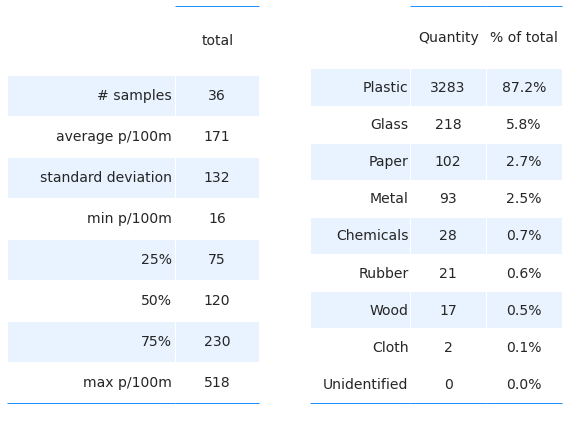 total
# samples 36
average p/100m 171
standard deviation 132
min p/100m 16
25% 75
50% 120
75% 230
max p/100m 518
Quantity % of total
Plastic 3283 87.2%
Glass 218 5.8%
Paper 102 2.7%
Metal 93 2.5%
Chemicals 28 0.7%
Rubber 21 0.6%
Wood 17 0.5%
Cloth 2 0.1%
Unidentified 0 0.0%